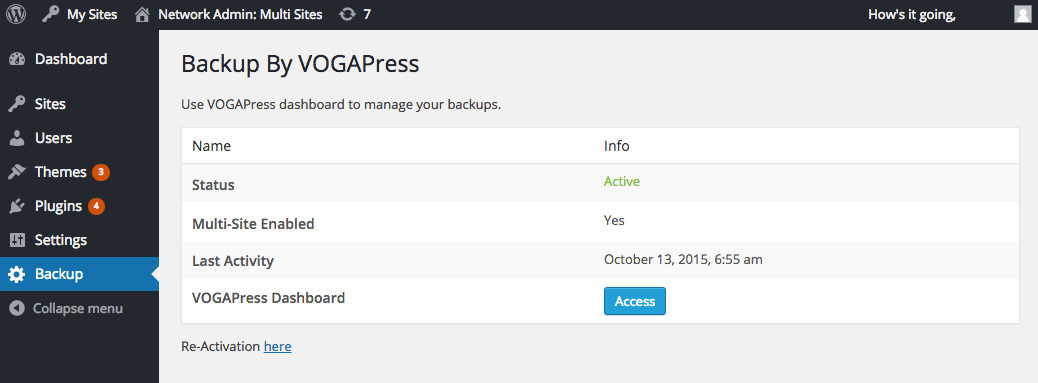 My Sites Network Admin: Multi Sites 7 How's it going,
Dashboard
Sites
Users
Themes 3
Plugins 4
Settings
Backup
Collapse menu
Backup By VOGAPress
Use VOGAPress dashboard to manage your backups.
Name Info
Status Active
Multi-Site Enabled Yes
Last Activity October 13, 2015, 6:55 am
VOGAPress Dashboard Access
Re-Activation here